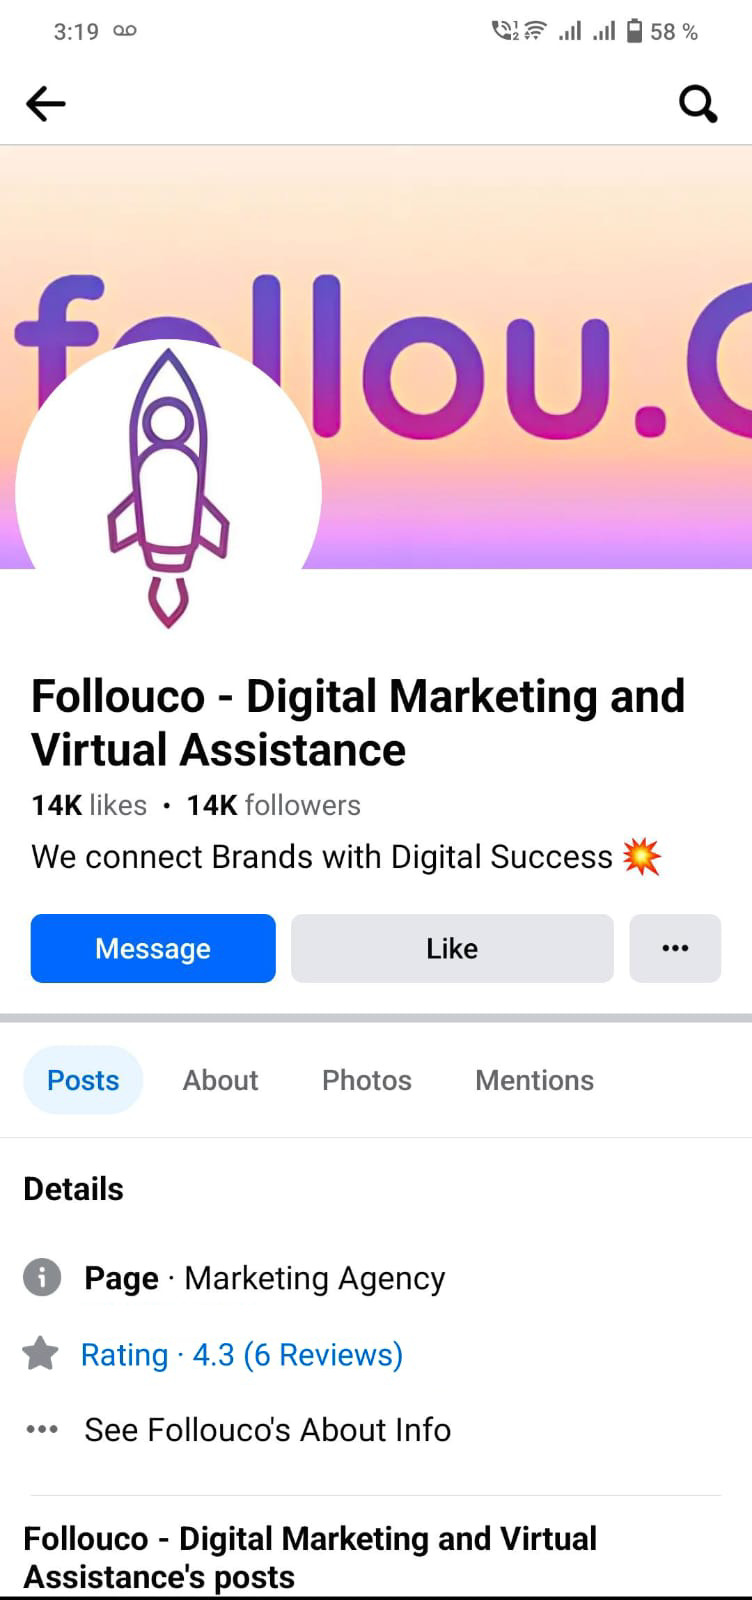 3:19
58 %
follou.c
Follouco - Digital Marketing and
Virtual Assistance
14K likes • 14K followers
We connect Brands with Digital Success 💥
Message
Like
•••
Posts
About
Photos
Mentions
Details
Page · Marketing Agency
Rating · 4.3 (6 Reviews)
••• See Follouco's About Info
Follouco - Digital Marketing and Virtual
Assistance's posts